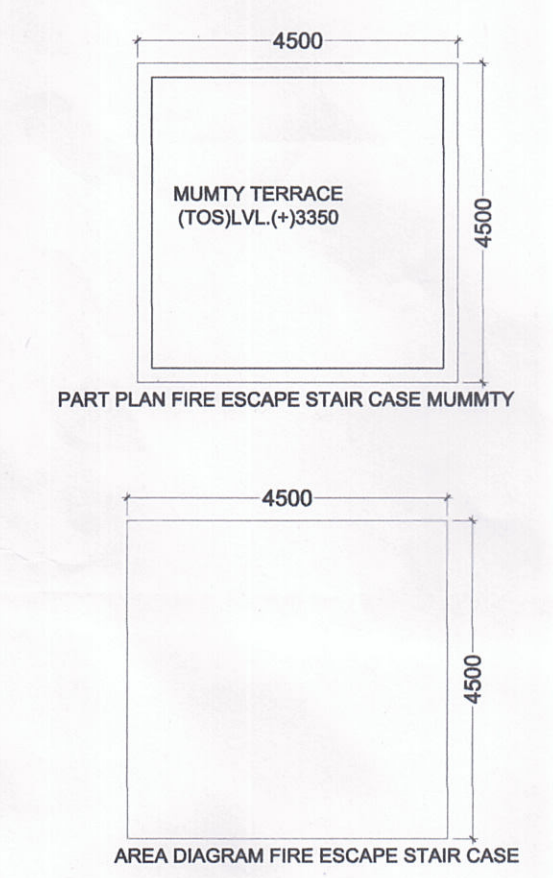 4500
MUMTY TERRACE
(TOS)LVL.(+)3350
4500
PART PLAN FIRE ESCAPE STAIR CASE MUMMTY
4500
4500
AREA DIAGRAM FIRE ESCAPE STAIR CASE